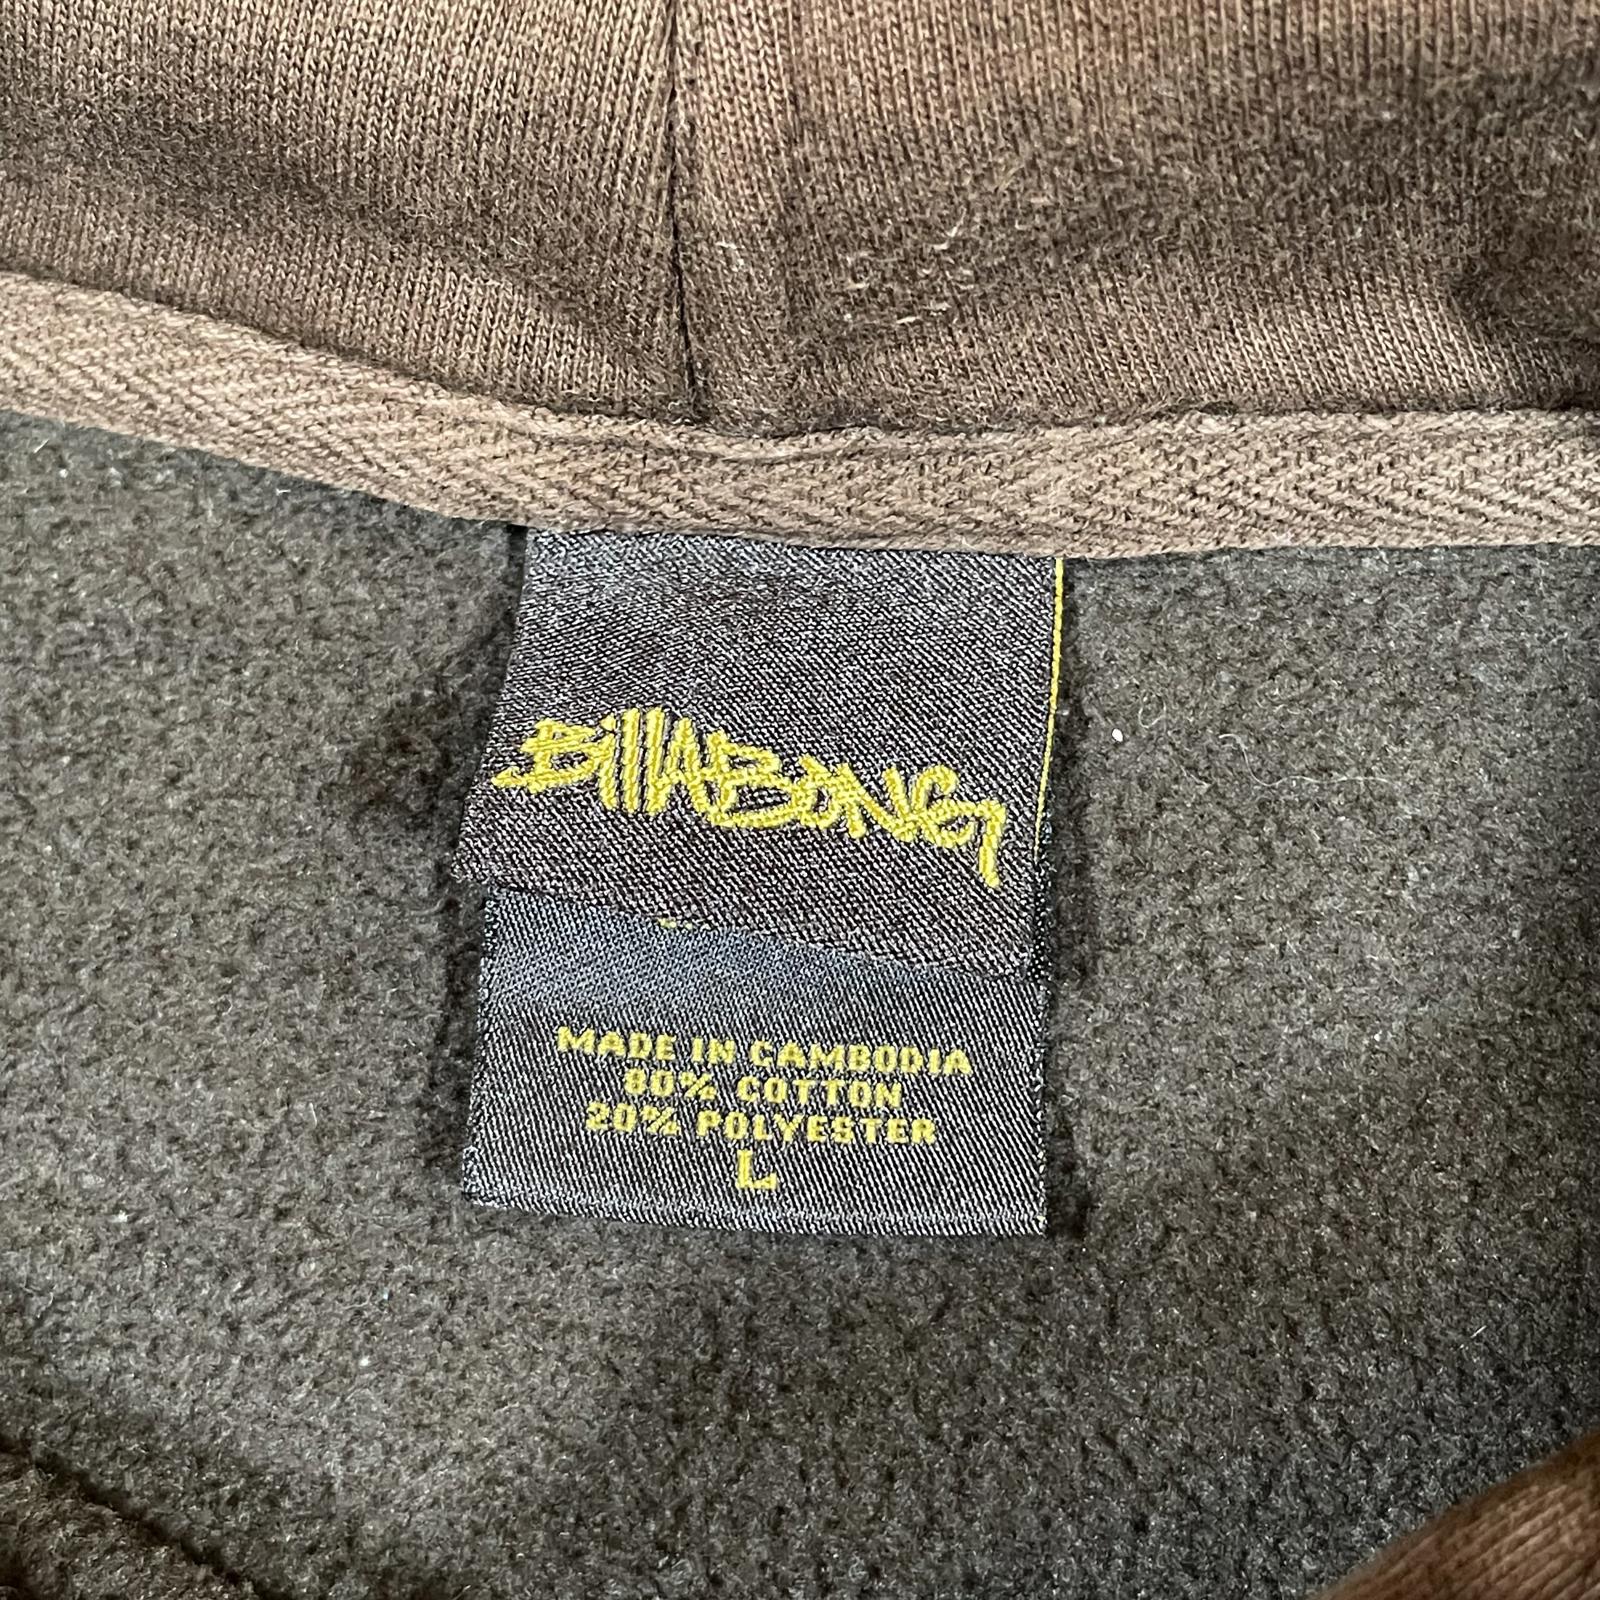 BillABONG
MADE IN CAMBODIA
80% COTTON
20% POLYESTER
L